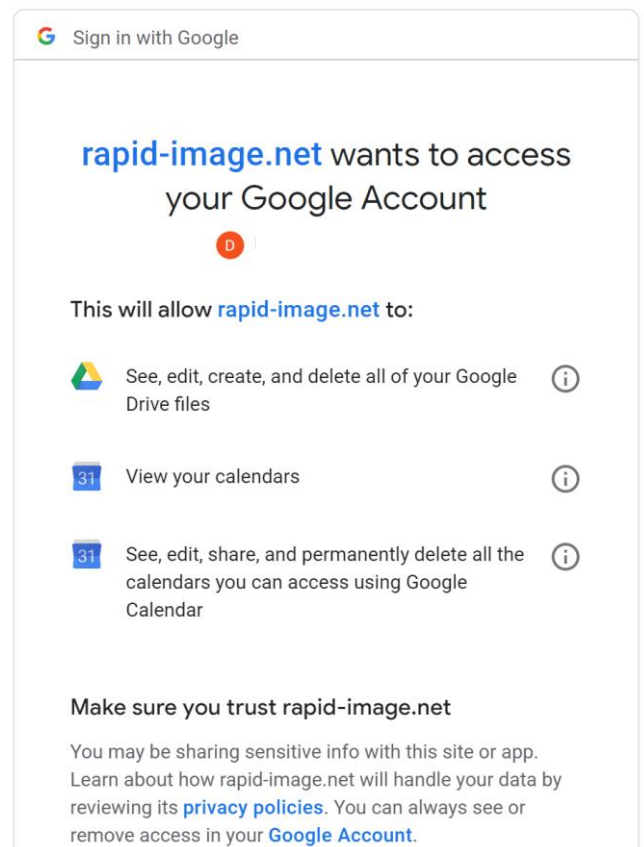 Sign in with Google
rapid-image.net wants to access
your Google Account
D
This will allow rapid-image.net to:
See, edit, create, and delete all of your Google
Drive files
31 View your calendars
31 See, edit, share, and permanently delete all the
calendars you can access using Google
Calendar
Make sure you trust rapid-image.net
You may be sharing sensitive info with this site or app.
Learn about how rapid-image.net will handle your data by
reviewing its privacy policies. You can always see or
remove access in your Google Account.